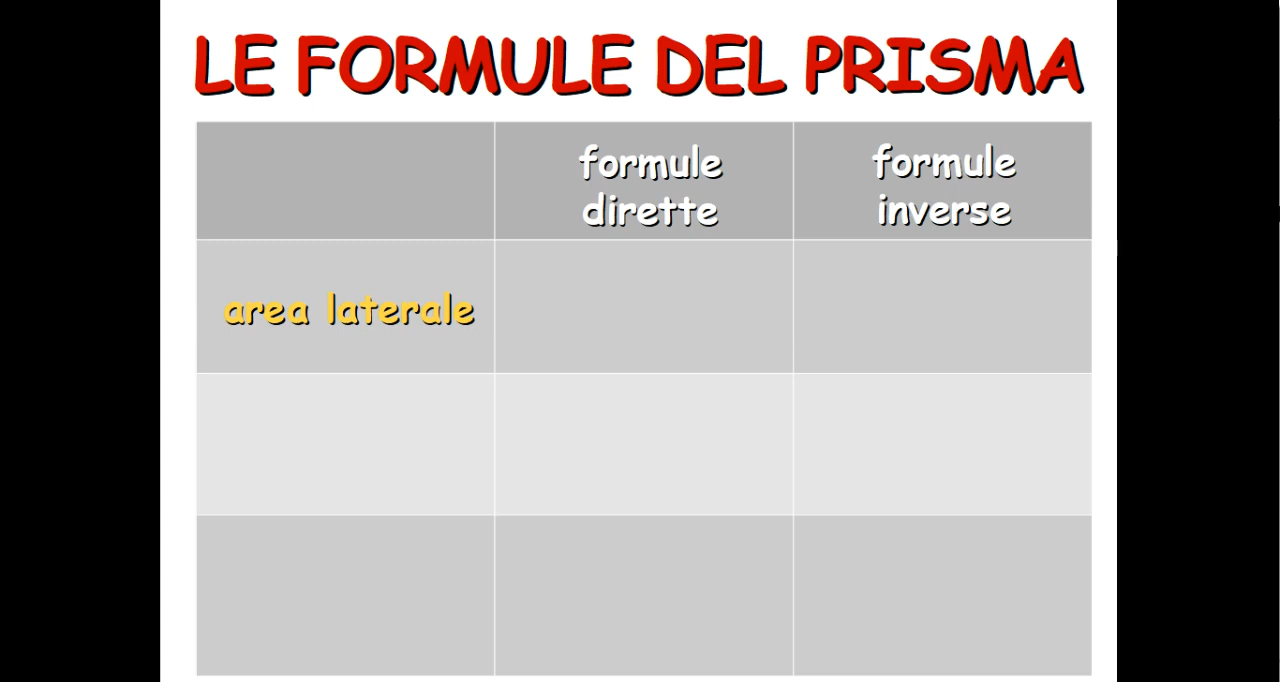 LE FORMULE DEL PRISMA
formule
dirette
formule
inverse
area laterale